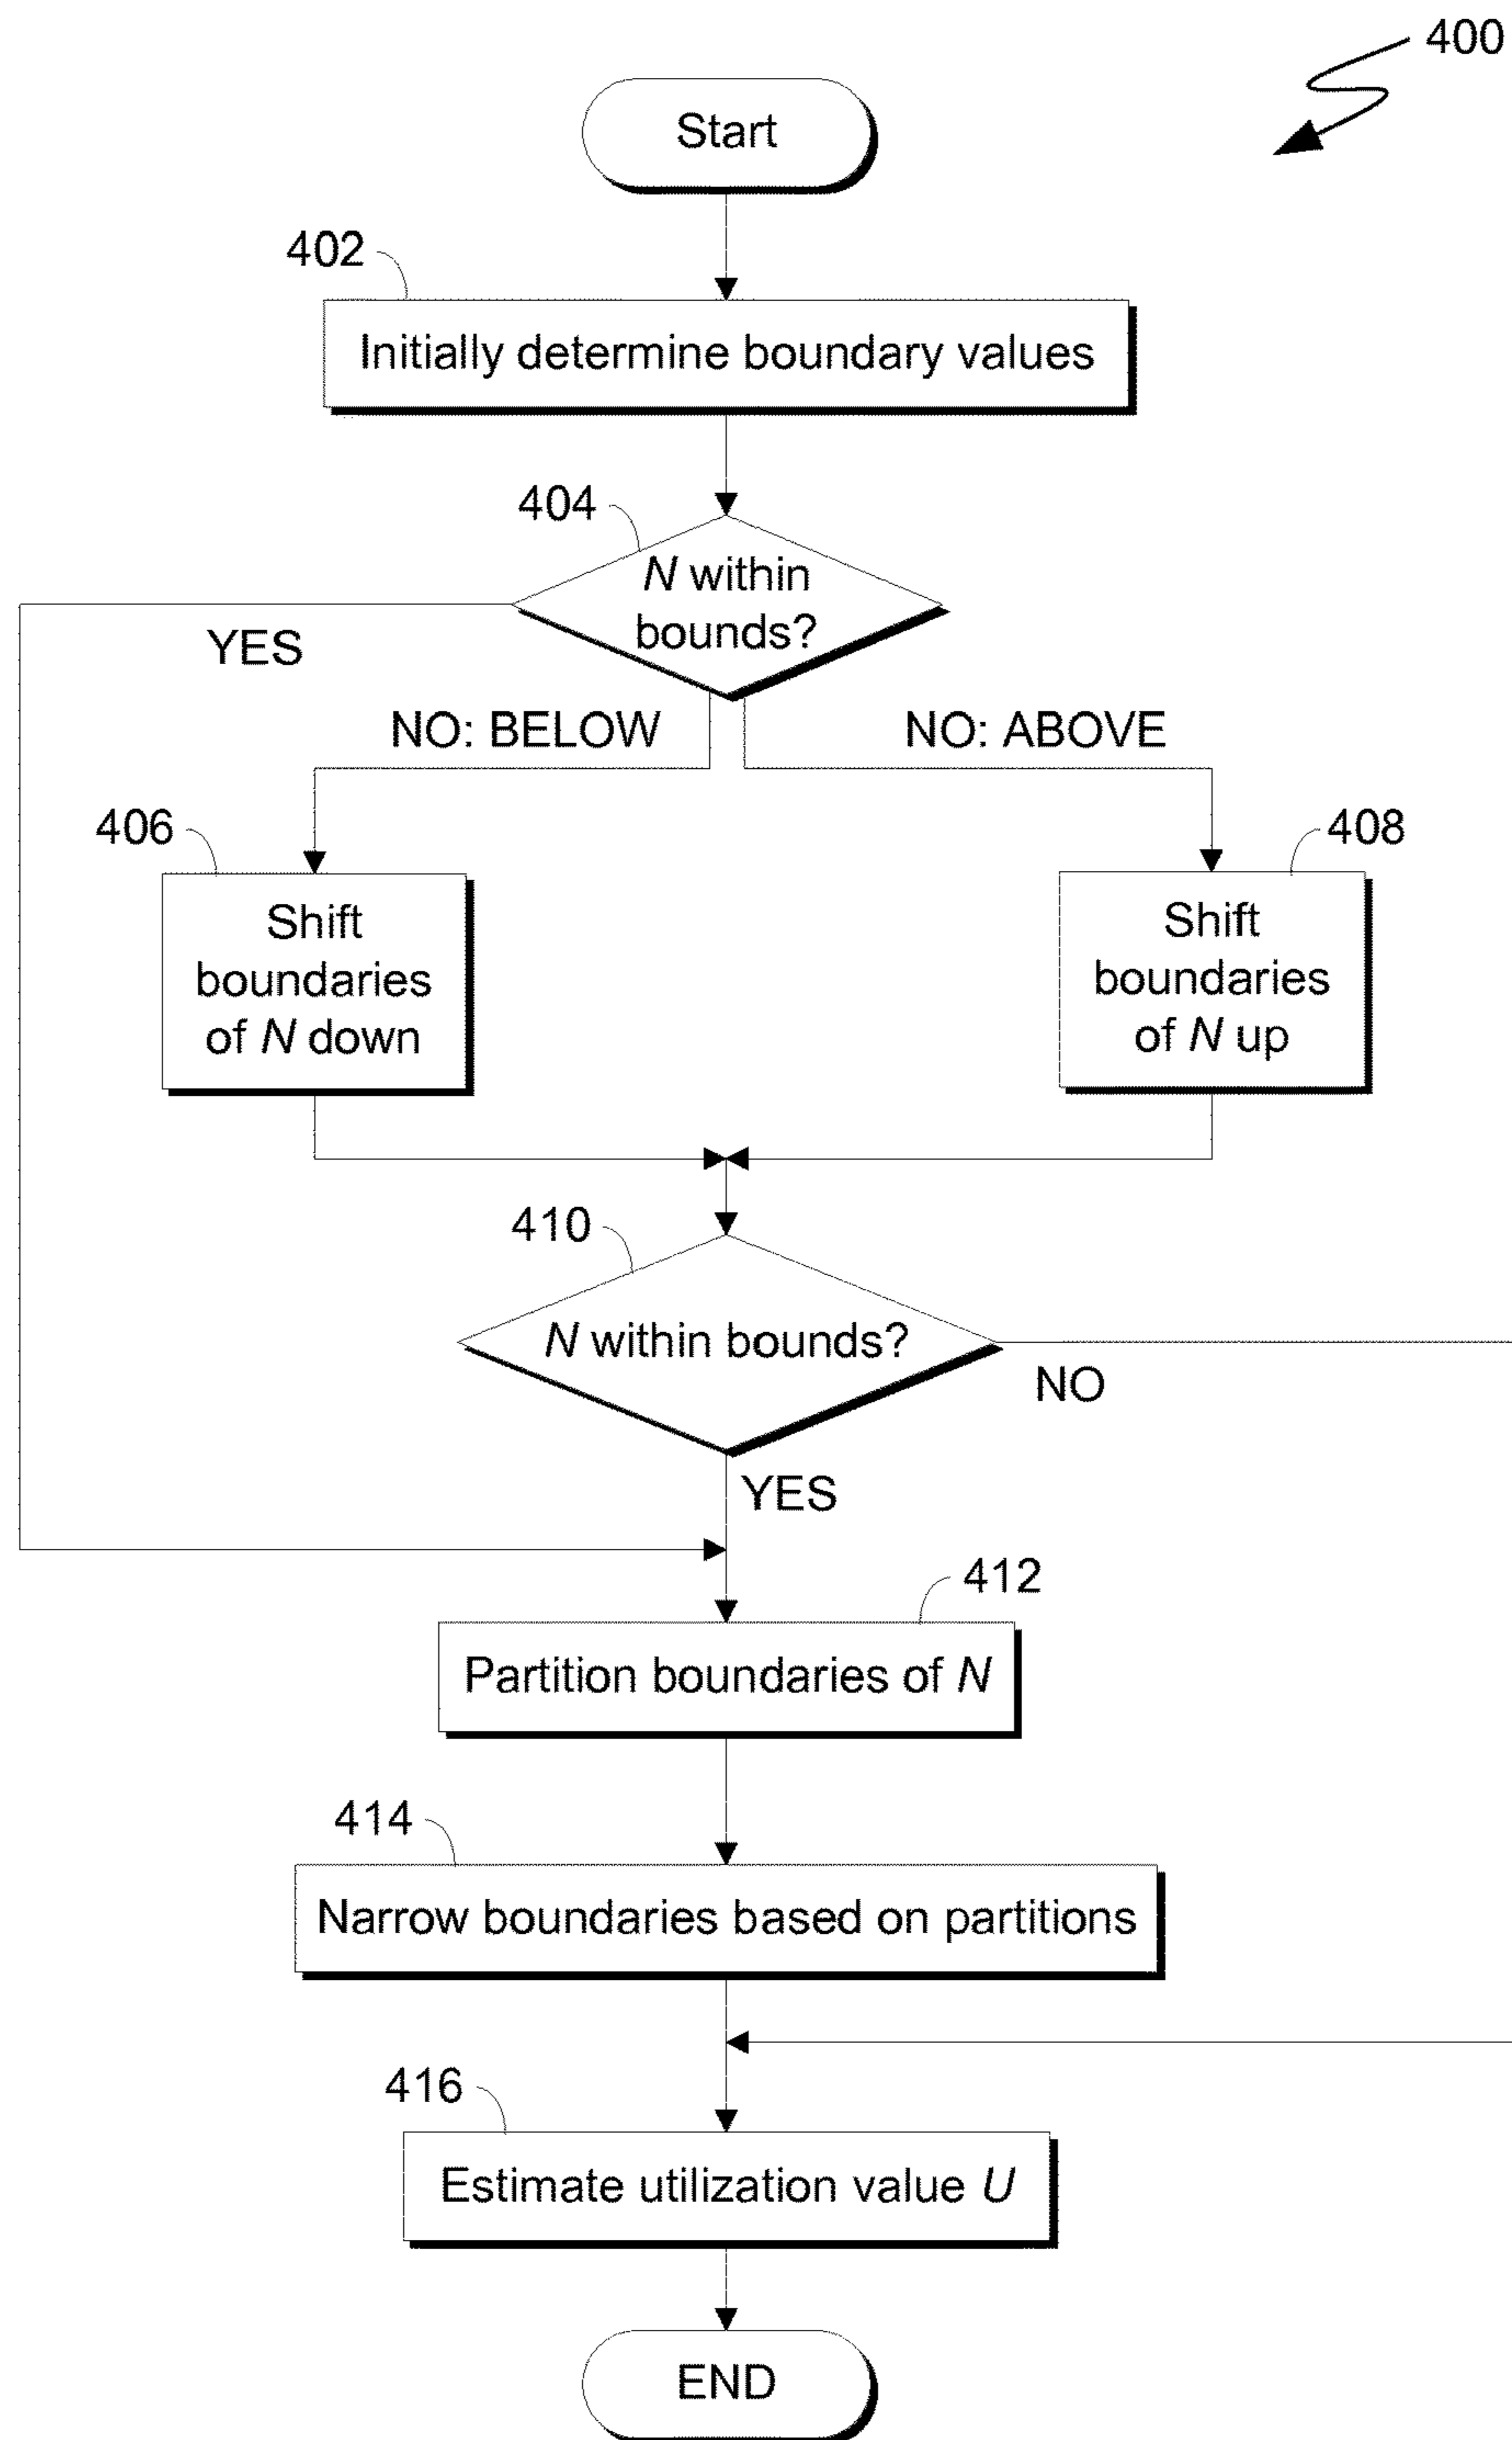 400
Start
402
Initially determine boundary values
404
N within
bounds?
YES
NO: BELOW
NO: ABOVE
406
408
Shift
boundaries
of N down
Shift
boundaries
of N up
410
N within bounds?
NO
YES
412
Partition boundaries of N
414
Narrow boundaries based on partitions
416
Estimate utilization value U
END